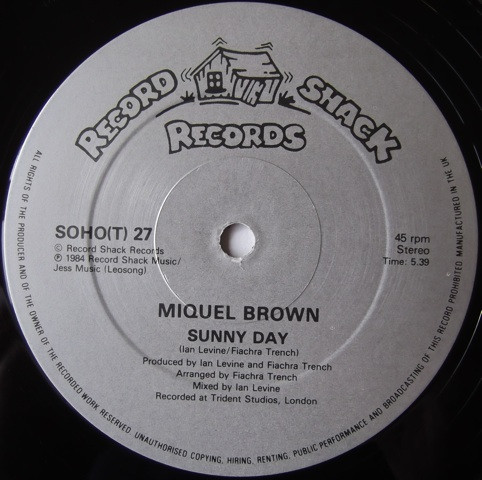 RECORD SHACK
RECORDS
SOHO(T) 27
© Record Shack Records
℗ 1984 Record Shack Music/
Jess Music (Leosong)
45 rpm
Stereo
Time: 5.39
MIQUEL BROWN
SUNNY DAY
(Ian Levine/Fiachra Trench)
Produced by Ian Levine and Fiachra Trench
Arranged by Fiachra Trench
Mixed by Ian Levine
Recorded at Trident Studios, London
ALL RIGHTS OF THE PRODUCER AND OF THE OWNER OF THE RECORDED WORK RESERVED. UNAUTHORISED COPYING, HIRING, RENTING, PUBLIC PERFORMANCE AND BROADCASTING OF THIS RECORD PROHIBITED MANUFACTURED IN THE UK